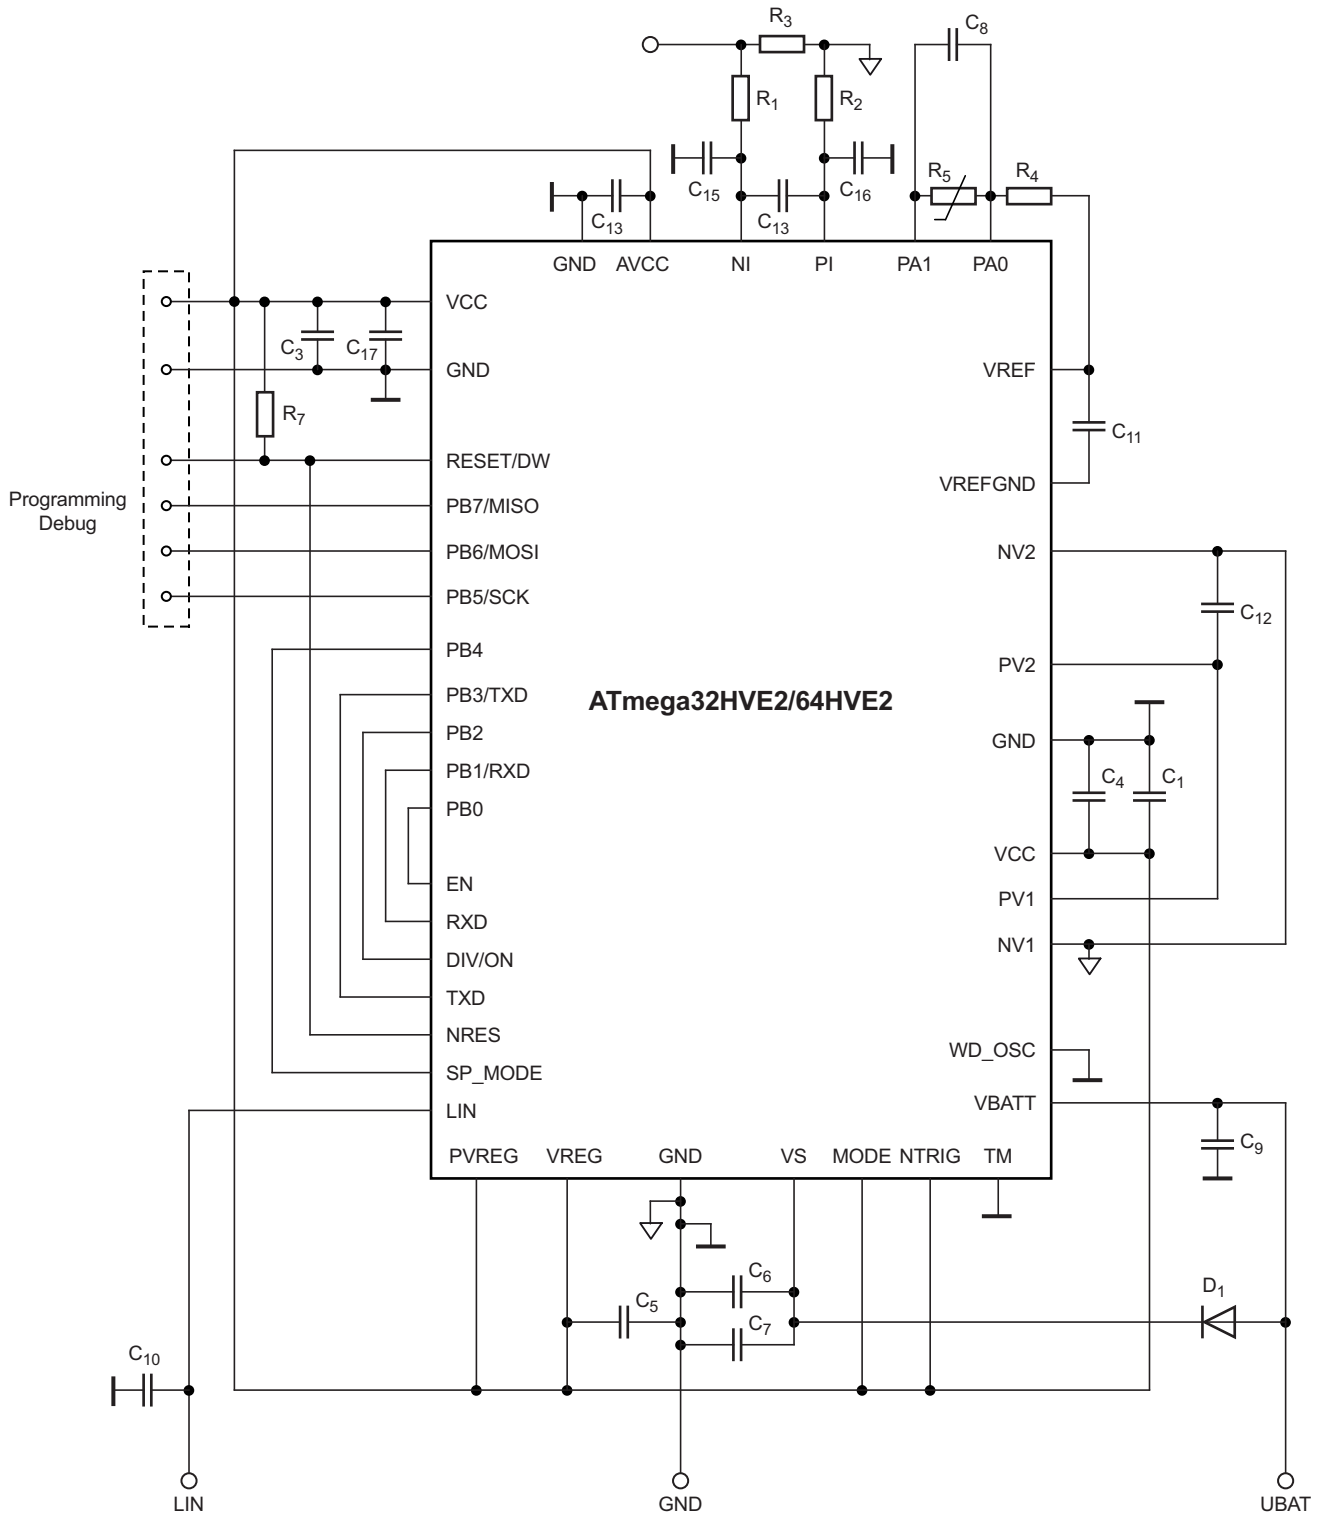 R3
C8
R1
R2
C15
C16
R5
R4
C13
C13
GND AVCC NI PI PA1 PA0
VCC
C3
C17
GND
VREF
R7
C11
RESET/DW
VREFGND
Programming
Debug
PB7/MISO
PB6/MOSI
NV2
PB5/SCK
C12
PB4
PV2
PB3/TXD
ATmega32HVE2/64HVE2
PB2
GND
PB1/RXD
C4
C1
PB0
VCC
EN
PV1
RXD
NV1
DIV/ON
TXD
NRES
WD_OSC
SP_MODE
VBATT
LIN
C9
PVREG VREG GND VS MODE NTRIG TM
C6
D1
C5
C7
C10
LIN
GND
UBAT